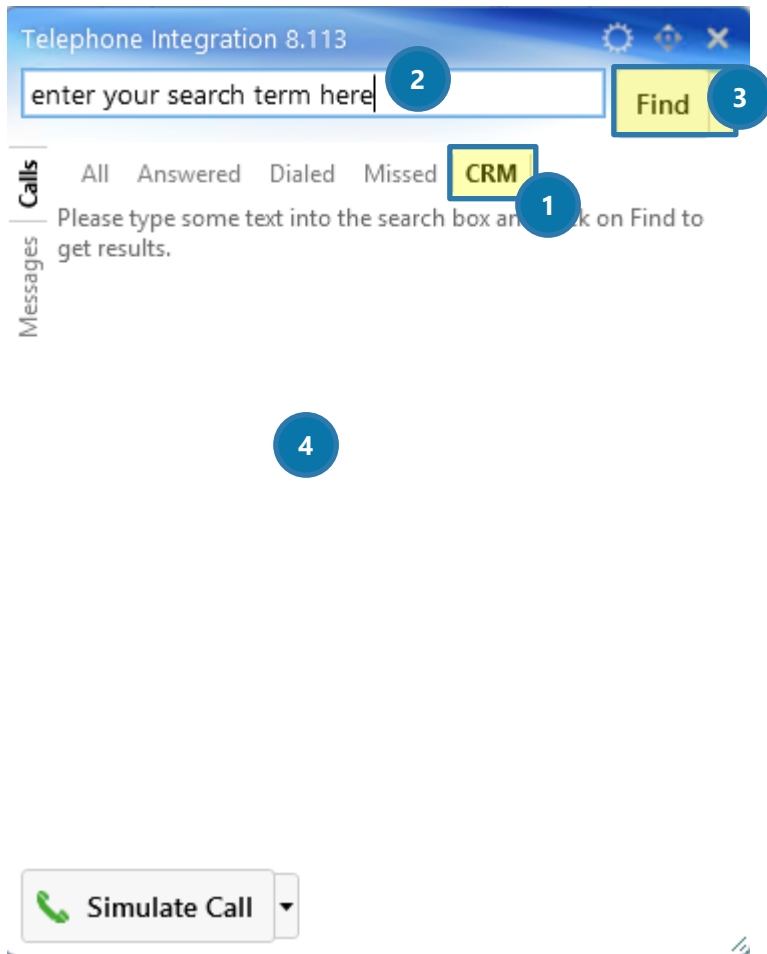 Telephone Integration 8.113
enter your search term here
2
Find
3
Calls
Messages
All Answered Dialed Missed CRM
1
Please type some text into the search box an k on Find to
get results.
4
Simulate Call